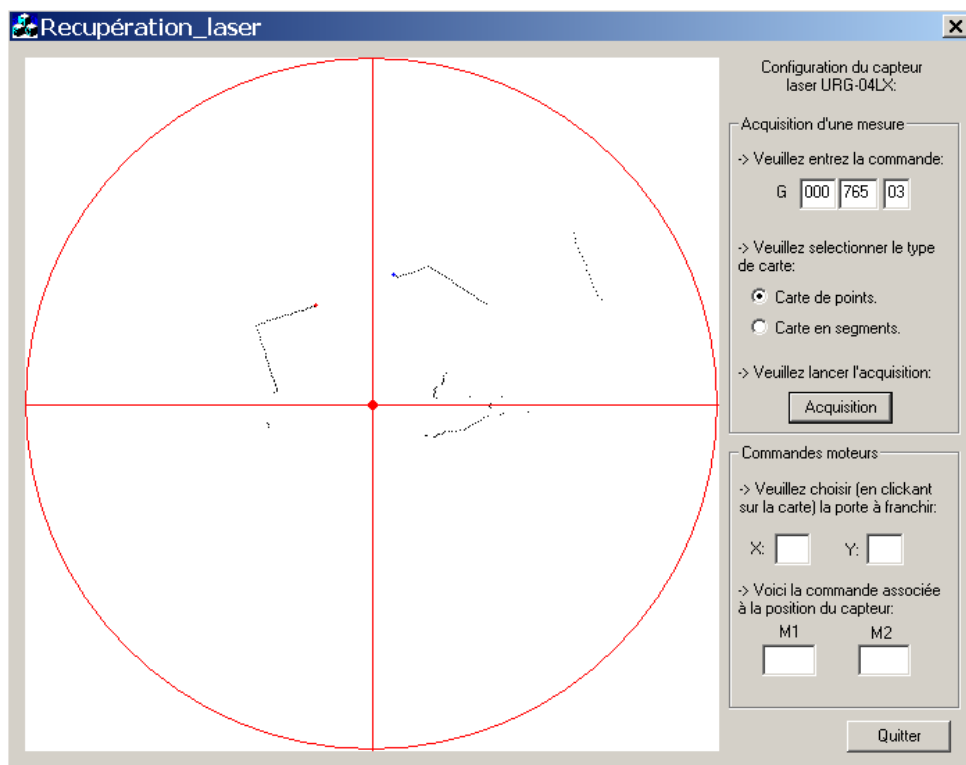 Recupération_laser
Configuration du capteur
laser URG-04LX:
Acquisition d'une mesure
-> Veuillez entrez la commande:
G 000 765 03
-> Veuillez selectionner le type
de carte:
Carte de points.
Carte en segments.
-> Veuillez lancer l'acquisition:
Acquisition
Commandes moteurs
-> Veuillez choisir (en clickant
sur la carte) la porte à franchir:
X: Y:
-> Voici la commande associée
à la position du capteur:
M1 M2
Quitter